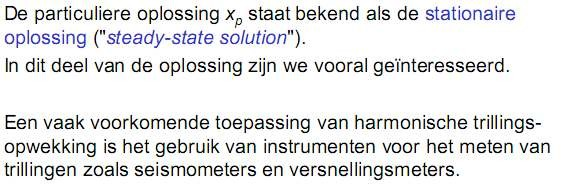 De particuliere oplossing xp staat bekend als de stationaire
oplossing ("steady-state solution").
In dit deel van de oplossing zijn we vooral geïnteresseerd.
Een vaak voorkomende toepassing van harmonische trillings-
opwekking is het gebruik van instrumenten voor het meten van
trillingen zoals seismometers en versnellingsmeters.